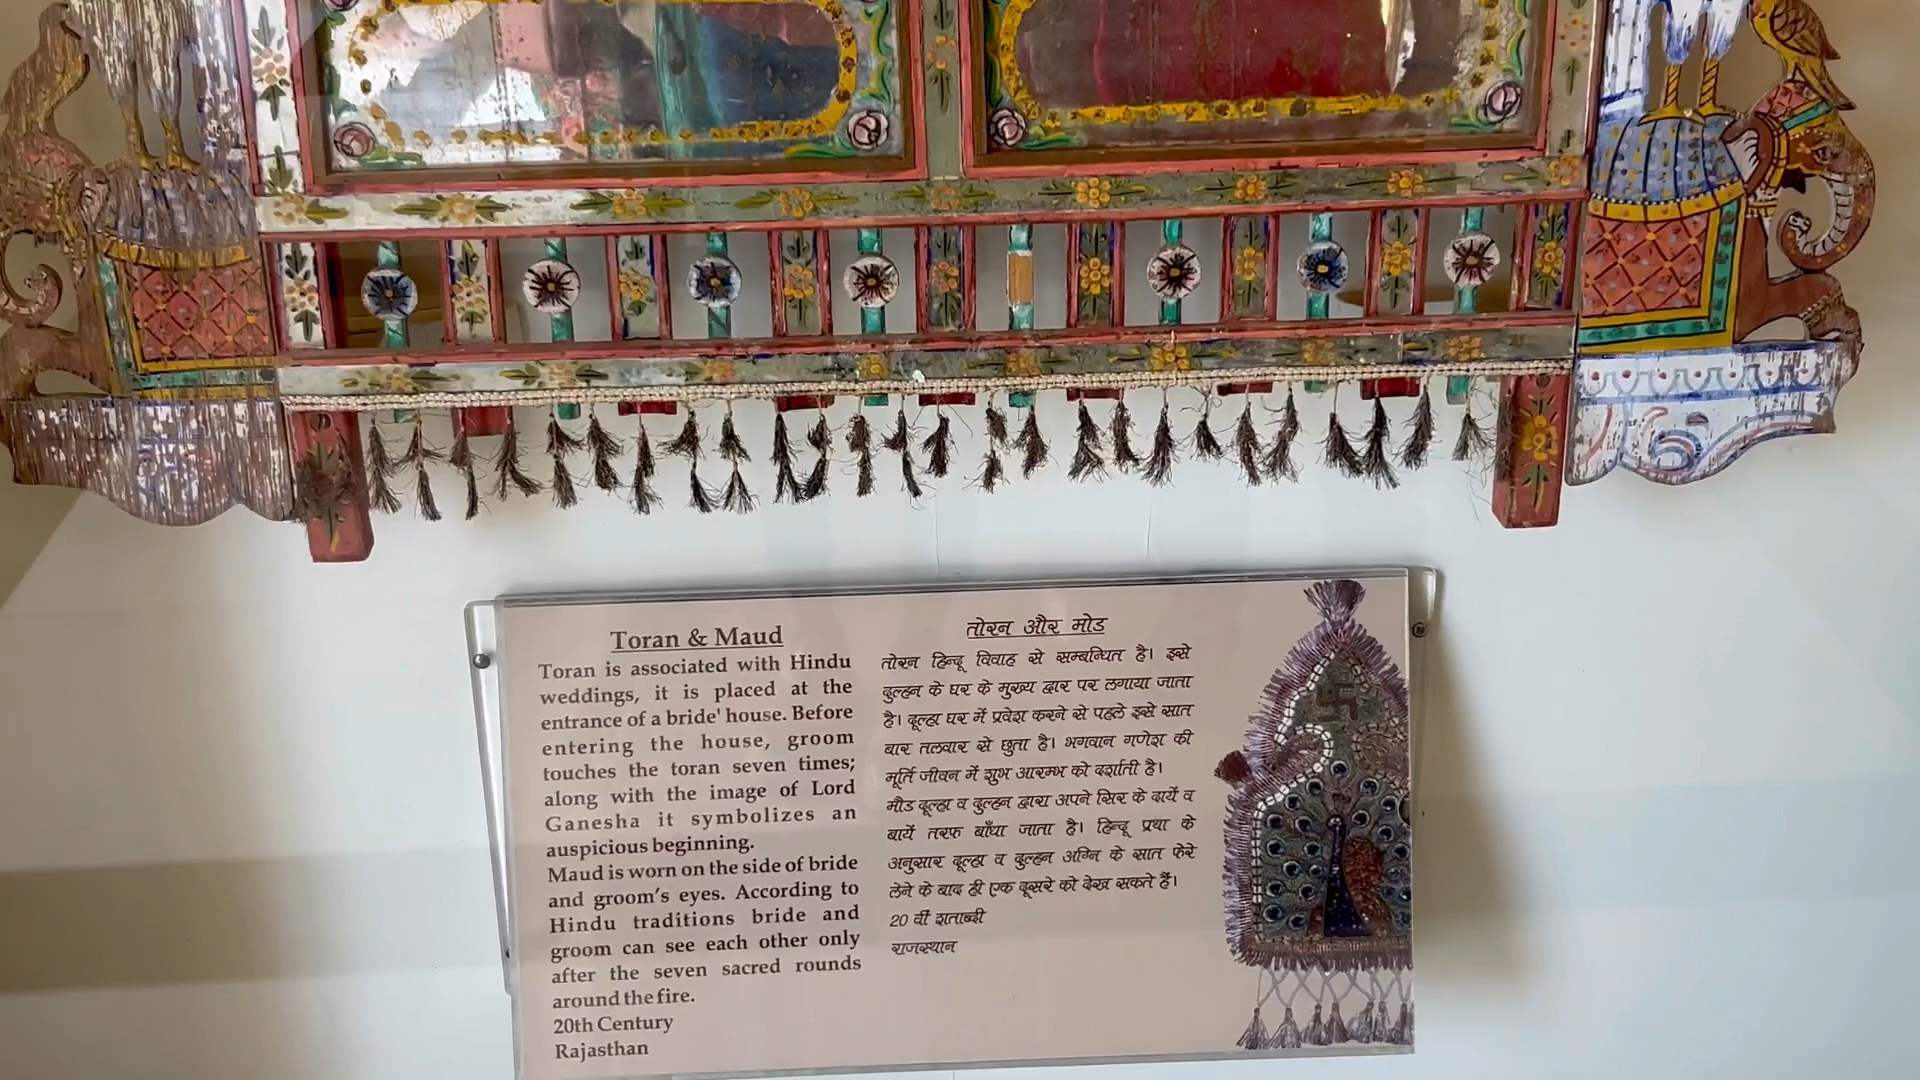 Toran & Maud
Toran is associated with Hindu
weddings, it is placed at the
entrance of a bride' house. Before
entering the house, groom
touches the toran seven times;
along with the image of Lord
Ganesha it symbolizes an
auspicious beginning.
Maud is worn on the side of bride
and groom's eyes. According to
Hindu traditions bride and
groom can see each other only
after the seven sacred rounds
around the fire.
20th Century
Rajasthan
तोरन और मोड
तोरन हिन्दू विवाह से सम्बन्धित है। इसे
दुल्हन के घर के मुख्य द्वार पर लगाया जाता
है। दूल्हा घर में प्रवेश करने से पहले इसे सात
बार तलवार से छुता है। भगवान गणेश की
मूर्ति जीवन में शुभ आरम्भ को दर्शाती है।
मौड दूल्हा व दुल्हन द्वारा अपने सिर के दायें व
बायें तरफ बाँधा जाता है। हिन्दू प्रथा के
अनुसार दूल्हा व दुल्हन अग्नि के सात फेरे
लेने के बाद ही एक दूसरे को देख सकते हैं।
20 वीं शताब्दी
राजस्थान